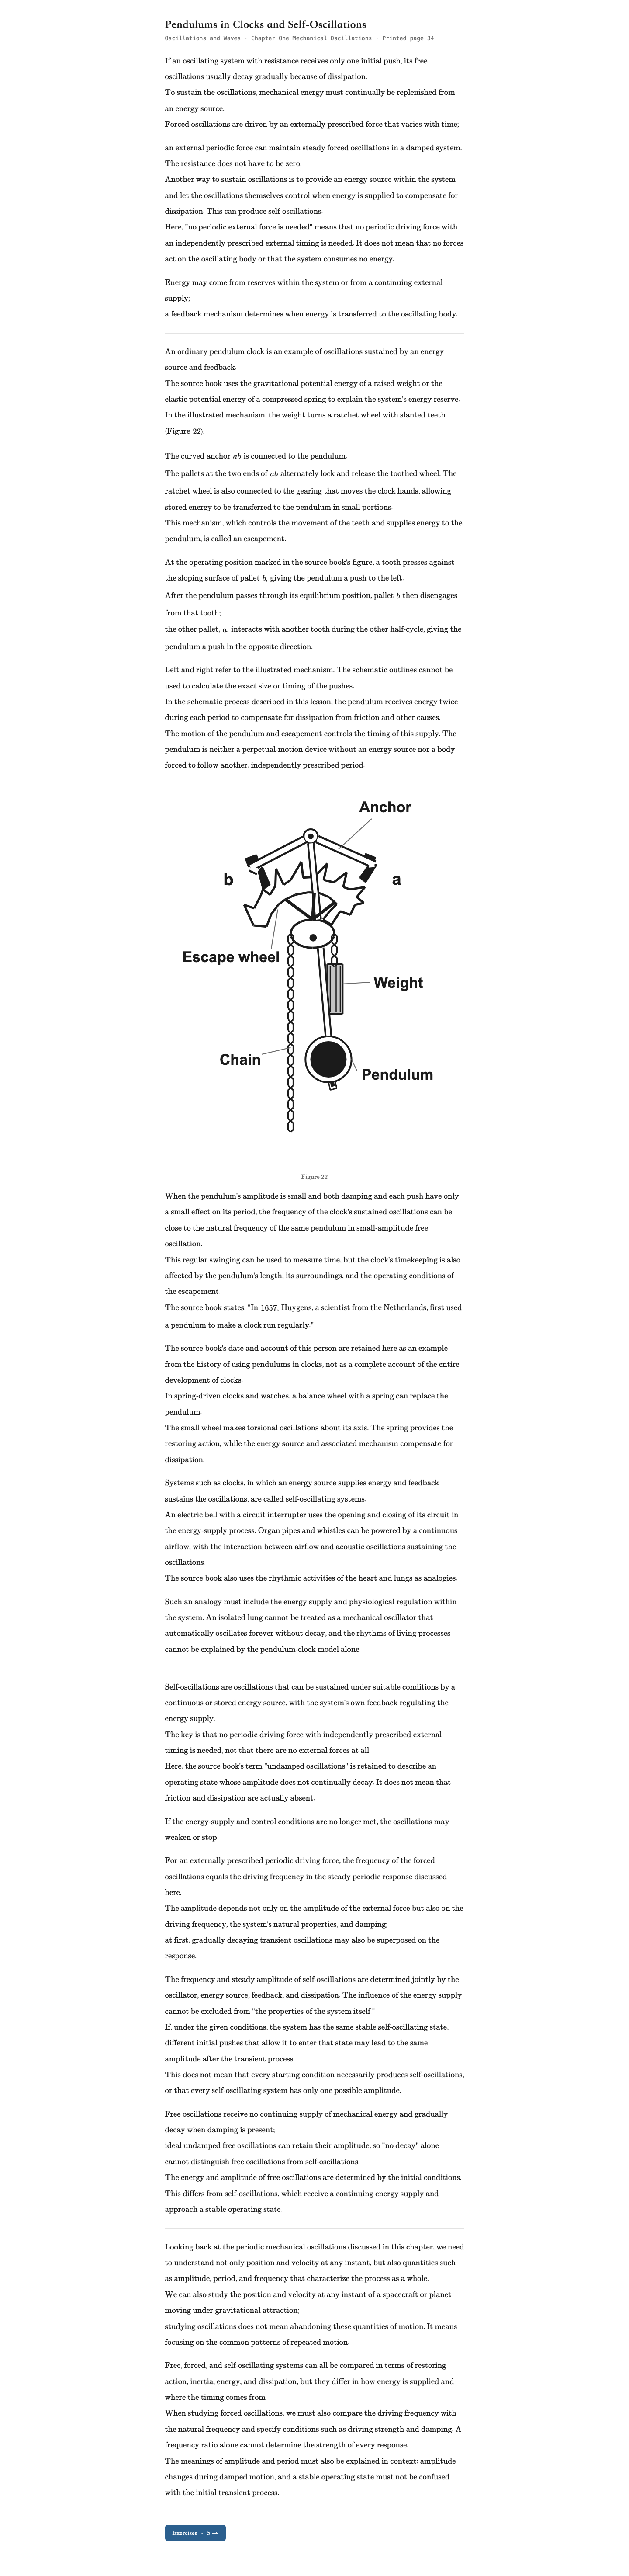 Pendulums in Clocks and Self-Oscillations
Oscillations and Waves · Chapter One Mechanical Oscillations · Printed page 34
If an oscillating system with resistance receives only one initial push, its free
oscillations usually decay gradually because of dissipation.
To sustain the oscillations, mechanical energy must continually be replenished from
an energy source.
Forced oscillations are driven by an externally prescribed force that varies with time;
an external periodic force can maintain steady forced oscillations in a damped system.
The resistance does not have to be zero.
Another way to sustain oscillations is to provide an energy source within the system
and let the oscillations themselves control when energy is supplied to compensate for
dissipation. This can produce self-oscillations.
Here, "no periodic external force is needed" means that no periodic driving force with
an independently prescribed external timing is needed. It does not mean that no forces
act on the oscillating body or that the system consumes no energy.
Energy may come from reserves within the system or from a continuing external
supply;
a feedback mechanism determines when energy is transferred to the oscillating body.
An ordinary pendulum clock is an example of oscillations sustained by an energy
source and feedback.
The source book uses the gravitational potential energy of a raised weight or the
elastic potential energy of a compressed spring to explain the system's energy reserve.
In the illustrated mechanism, the weight turns a ratchet wheel with slanted teeth
(Figure 22).
The curved anchor ab is connected to the pendulum.
The pallets at the two ends of ab alternately lock and release the toothed wheel. The
ratchet wheel is also connected to the gearing that moves the clock hands, allowing
stored energy to be transferred to the pendulum in small portions.
This mechanism, which controls the movement of the teeth and supplies energy to the
pendulum, is called an escapement.
At the operating position marked in the source book's figure, a tooth presses against
the sloping surface of pallet b, giving the pendulum a push to the left.
After the pendulum passes through its equilibrium position, pallet b then disengages
from that tooth;
the other pallet, a, interacts with another tooth during the other half-cycle, giving the
pendulum a push in the opposite direction.
Left and right refer to the illustrated mechanism. The schematic outlines cannot be
used to calculate the exact size or timing of the pushes.
In the schematic process described in this lesson, the pendulum receives energy twice
during each period to compensate for dissipation from friction and other causes.
The motion of the pendulum and escapement controls the timing of this supply. The
pendulum is neither a perpetual-motion device without an energy source nor a body
forced to follow another, independently prescribed period.
Anchor
b
a
Escape wheel
Weight
Chain
Pendulum
Figure 22
When the pendulum's amplitude is small and both damping and each push have only
a small effect on its period, the frequency of the clock's sustained oscillations can be
close to the natural frequency of the same pendulum in small-amplitude free
oscillation.
This regular swinging can be used to measure time, but the clock's timekeeping is also
affected by the pendulum's length, its surroundings, and the operating conditions of
the escapement.
The source book states: "In 1657, Huygens, a scientist from the Netherlands, first used
a pendulum to make a clock run regularly."
The source book's date and account of this person are retained here as an example
from the history of using pendulums in clocks, not as a complete account of the entire
development of clocks.
In spring-driven clocks and watches, a balance wheel with a spring can replace the
pendulum.
The small wheel makes torsional oscillations about its axis. The spring provides the
restoring action, while the energy source and associated mechanism compensate for
dissipation.
Systems such as clocks, in which an energy source supplies energy and feedback
sustains the oscillations, are called self-oscillating systems.
An electric bell with a circuit interrupter uses the opening and closing of its circuit in
the energy-supply process. Organ pipes and whistles can be powered by a continuous
airflow, with the interaction between airflow and acoustic oscillations sustaining the
oscillations.
The source book also uses the rhythmic activities of the heart and lungs as analogies.
Such an analogy must include the energy supply and physiological regulation within
the system. An isolated lung cannot be treated as a mechanical oscillator that
automatically oscillates forever without decay, and the rhythms of living processes
cannot be explained by the pendulum-clock model alone.
Self-oscillations are oscillations that can be sustained under suitable conditions by a
continuous or stored energy source, with the system's own feedback regulating the
energy supply.
The key is that no periodic driving force with independently prescribed external
timing is needed, not that there are no external forces at all.
Here, the source book's term "undamped oscillations" is retained to describe an
operating state whose amplitude does not continually decay. It does not mean that
friction and dissipation are actually absent.
If the energy-supply and control conditions are no longer met, the oscillations may
weaken or stop.
For an externally prescribed periodic driving force, the frequency of the forced
oscillations equals the driving frequency in the steady periodic response discussed
here.
The amplitude depends not only on the amplitude of the external force but also on the
driving frequency, the system's natural properties, and damping;
at first, gradually decaying transient oscillations may also be superposed on the
response.
The frequency and steady amplitude of self-oscillations are determined jointly by the
oscillator, energy source, feedback, and dissipation. The influence of the energy supply
cannot be excluded from "the properties of the system itself."
If, under the given conditions, the system has the same stable self-oscillating state,
different initial pushes that allow it to enter that state may lead to the same
amplitude after the transient process.
This does not mean that every starting condition necessarily produces self-oscillations,
or that every self-oscillating system has only one possible amplitude.
Free oscillations receive no continuing supply of mechanical energy and gradually
decay when damping is present;
ideal undamped free oscillations can retain their amplitude, so "no decay" alone
cannot distinguish free oscillations from self-oscillations.
The energy and amplitude of free oscillations are determined by the initial conditions.
This differs from self-oscillations, which receive a continuing energy supply and
approach a stable operating state.
Looking back at the periodic mechanical oscillations discussed in this chapter, we need
to understand not only position and velocity at any instant, but also quantities such
as amplitude, period, and frequency that characterize the process as a whole.
We can also study the position and velocity at any instant of a spacecraft or planet
moving under gravitational attraction;
studying oscillations does not mean abandoning these quantities of motion. It means
focusing on the common patterns of repeated motion.
Free, forced, and self-oscillating systems can all be compared in terms of restoring
action, inertia, energy, and dissipation, but they differ in how energy is supplied and
where the timing comes from.
When studying forced oscillations, we must also compare the driving frequency with
the natural frequency and specify conditions such as driving strength and damping. A
frequency ratio alone cannot determine the strength of every response.
The meanings of amplitude and period must also be explained in context: amplitude
changes during damped motion, and a stable operating state must not be confused
with the initial transient process.
Exercises · 5 →